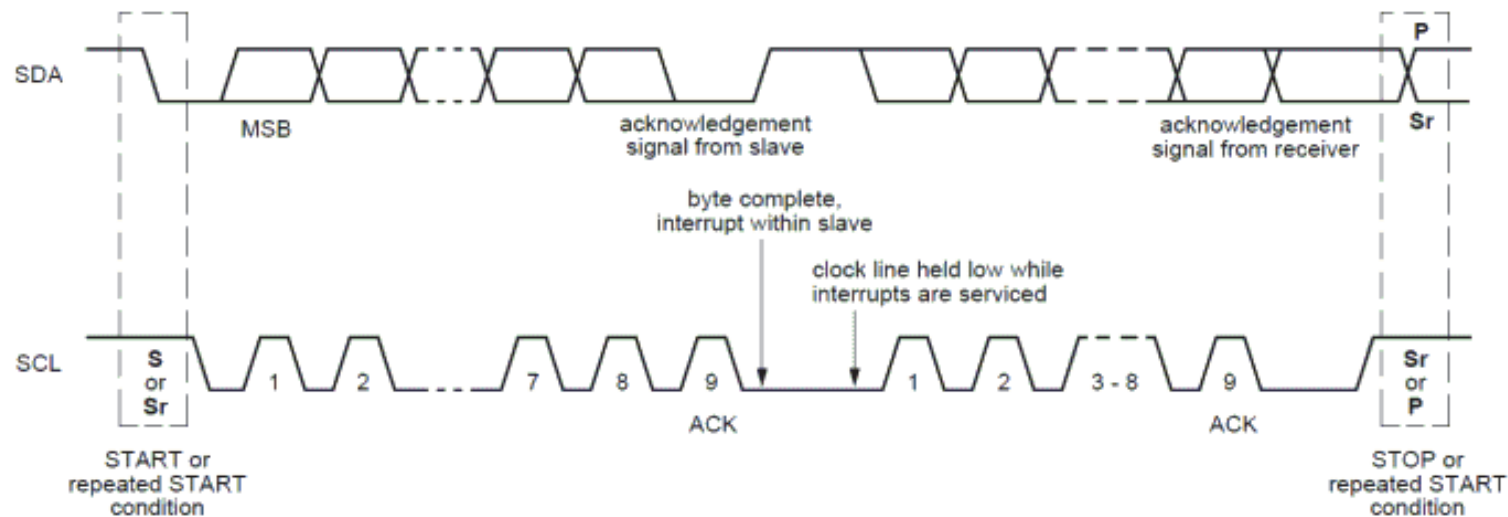 P
SDA
MSB
acknowledgement
signal from slave
acknowledgement
signal from receiver
Sr
byte complete,
interrupt within slave
clock line held low while
interrupts are serviced
SCL
S
or
Sr
1
2
7
8
9
1
2
3 - 8
9
Sr
or
P
ACK
ACK
START or
repeated START
condition
STOP or
repeated START
condition